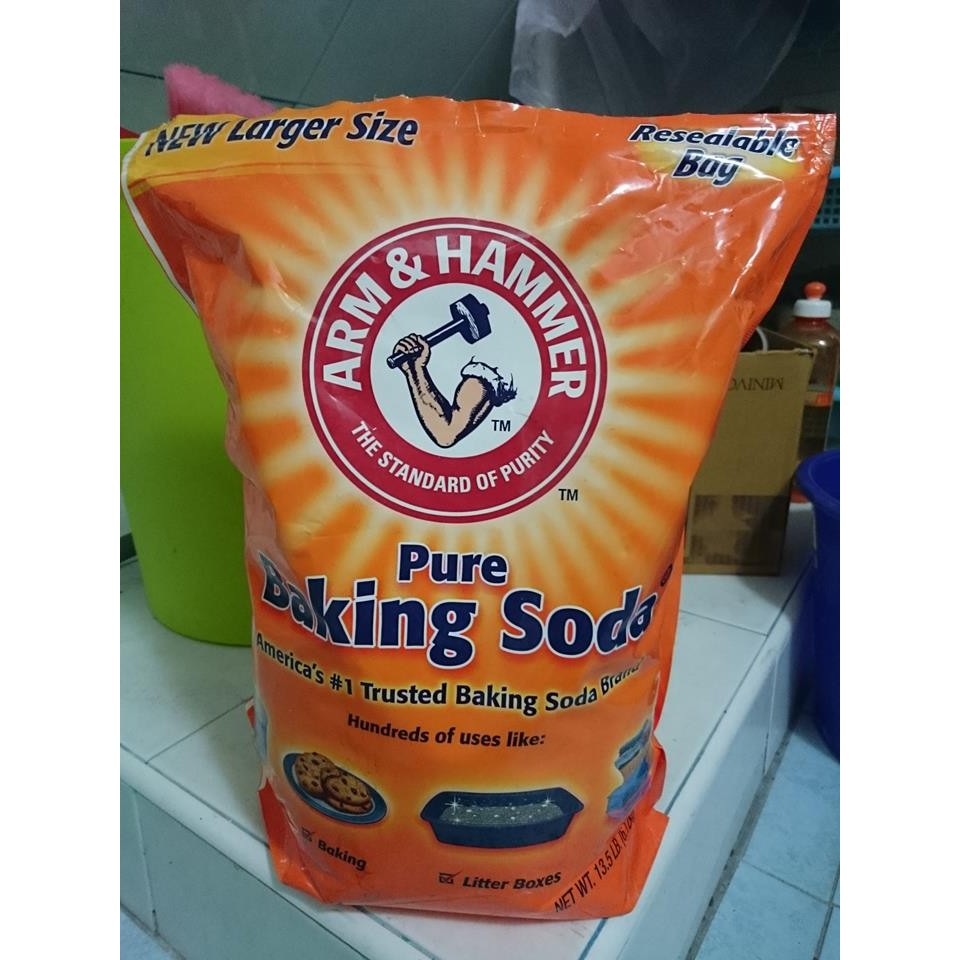 NEW Larger Size
Resealable
Bag
ARM & HAMMER
TM
THE STANDARD OF PURITY
TM
Pure
Baking Soda
America's #1 Trusted Baking Soda Brand
Hundreds of uses like:
Baking
Litter Boxes
NET WT. 13.5 LB.